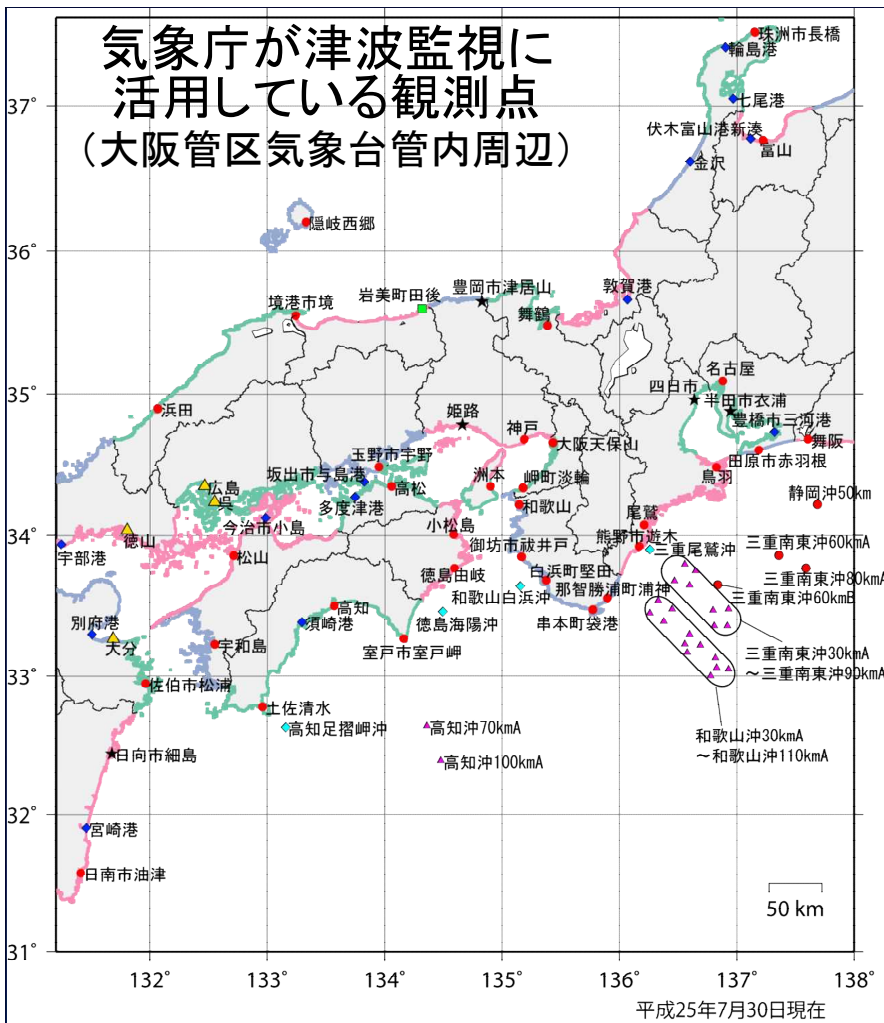 気象庁が津波監視に
活用している観測点
(大阪管区気象台管内周辺)
珠洲市長橋
輪島港
七尾港
伏木富山港新湊
富山
金沢
隠岐西郷
岩美町田後
豊岡市津居山
敦賀港
境港市境
舞鶴
名古屋
四日市
半田市衣浦
豊橋市三河港
浜田
姫路
神戸
大阪天保山
舞阪
田原市赤羽根
玉野市宇野
坂出市与島港
洲本
岬町淡輪
鳥羽
広島
呉
高松
多度津港
和歌山
静岡沖50km
今治市小島
小松島
尾鷲
徳山
宇部港
松山
御坊市祓井戸
熊野市遊木
三重尾鷲沖
三重南東沖60kmA
徳島由岐
白浜町堅田
三重南東沖80kmA
和歌山白浜沖
那智勝浦町浦神
三重南東沖60kmB
別府港
大分
宇和島
高知
須崎港
徳島海陽沖
串本町袋港
室戸市室戸岬
三重南東沖30kmA
～三重南東沖90kmA
佐伯市松浦
土佐清水
高知足摺岬沖
高知沖70kmA
和歌山沖30kmA
～和歌山沖110kmA
日向市細島
高知沖100kmA
宮崎港
日南市油津
50 km
37°
36°
35°
34°
33°
32°
31°
132°
133°
134°
135°
136°
137°
138°
平成25年7月30日現在